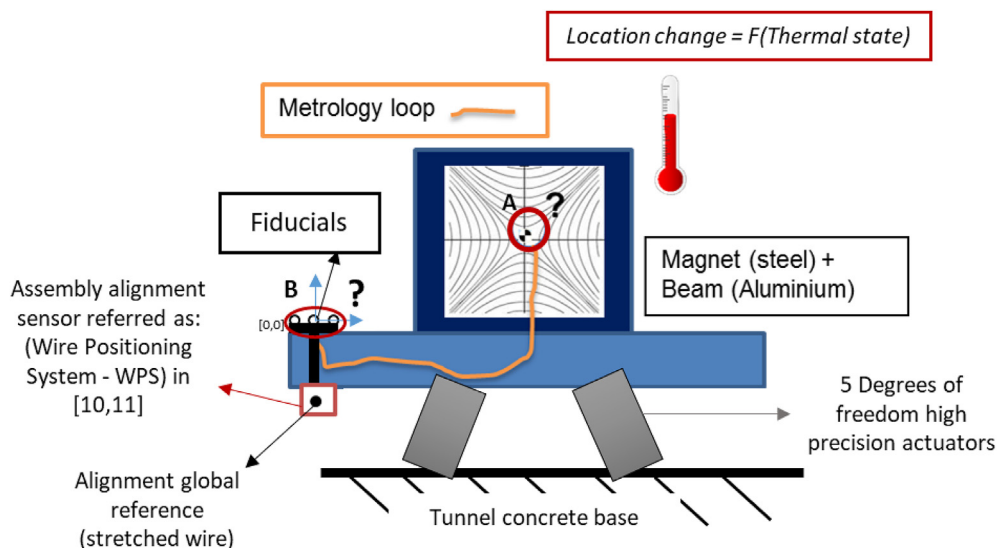 Location change = F(Thermal state)
Metrology loop
A
?
Fiducials
Magnet (steel) +
Beam (Aluminium)
B
?
[0,0]
Assembly alignment
sensor referred as:
(Wire Positioning
System - WPS) in
[10,11]
5 Degrees of
freedom high
precision actuators
Alignment global
reference
(stretched wire)
Tunnel concrete base